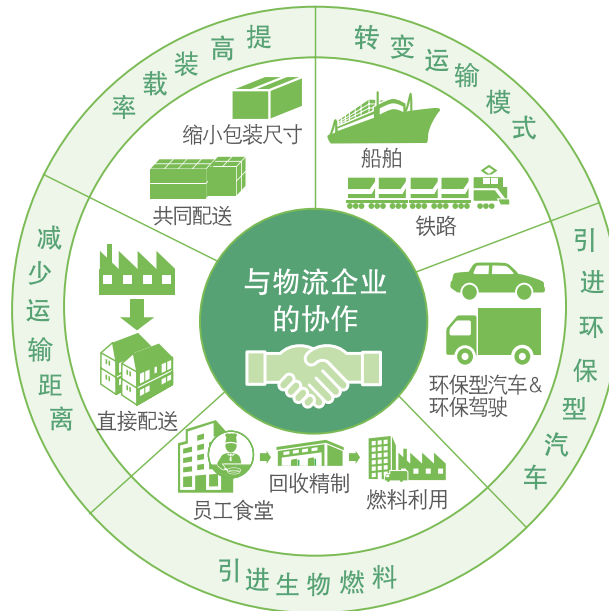 提高装载率
缩小包装尺寸
共同配送
转变运输模式
船舶
铁路
引进环保型汽车
环保型汽车&
环保驾驶
引进生物燃料
员工食堂
回收精制
燃料利用
减少运输距离
直接配送
与物流企业
的协作